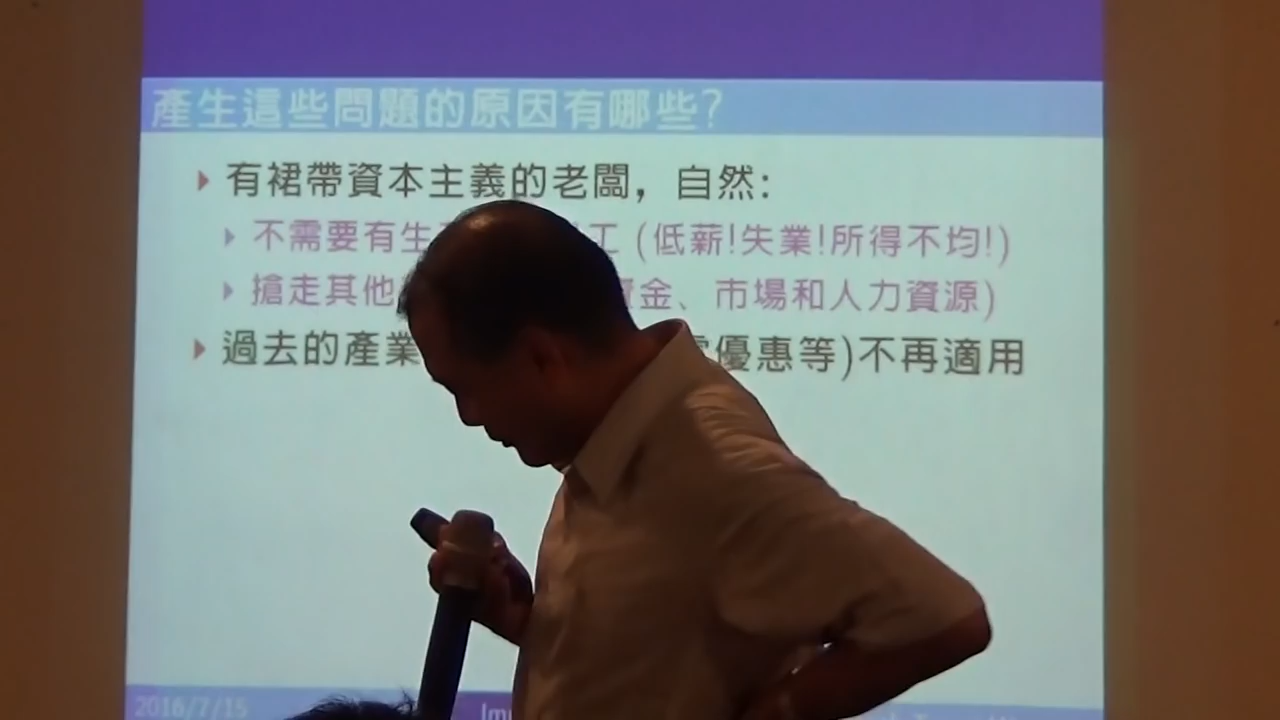 產生這些問題的原因有哪些?
有裙帶資本主義的老闆，自然:
不需要有生 工 (低薪!失業!所得不均!)
搶走其他 資金、市場和人力資源)
過去的產業 優惠等)不再適用
2016/7/15